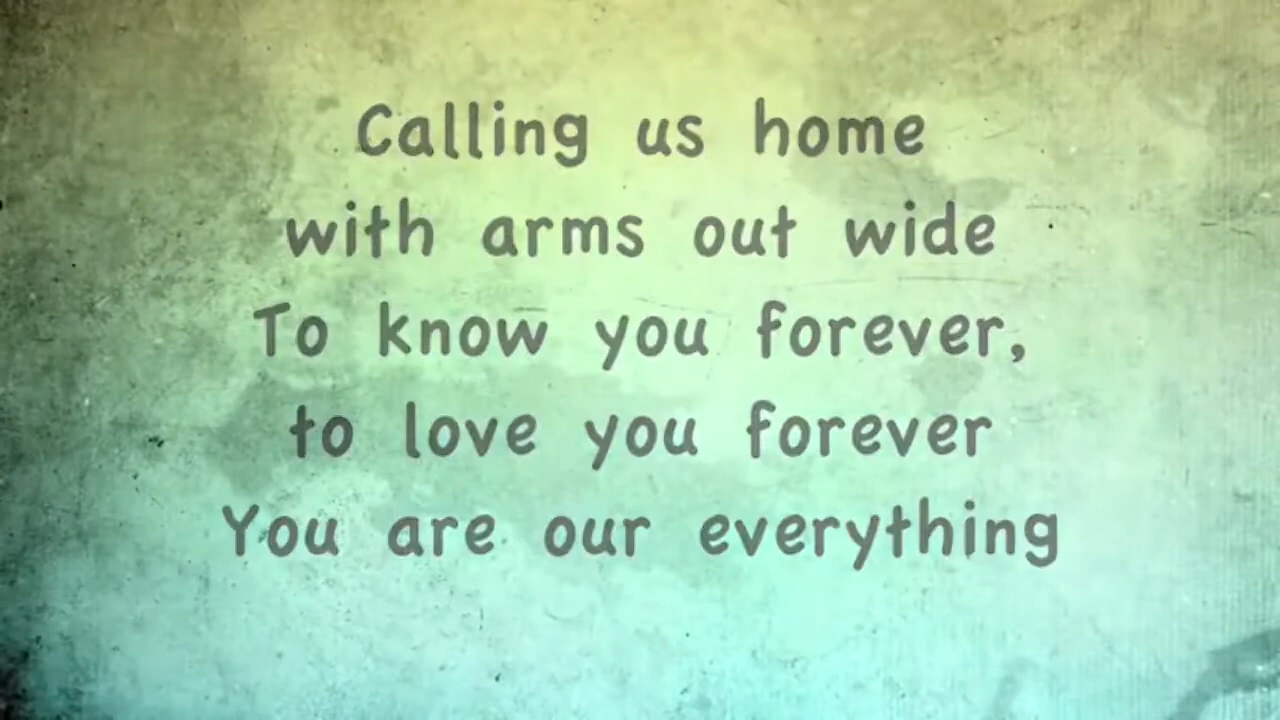 Calling us home
with arms out wide
To know you forever,
to love you forever
You are our everything